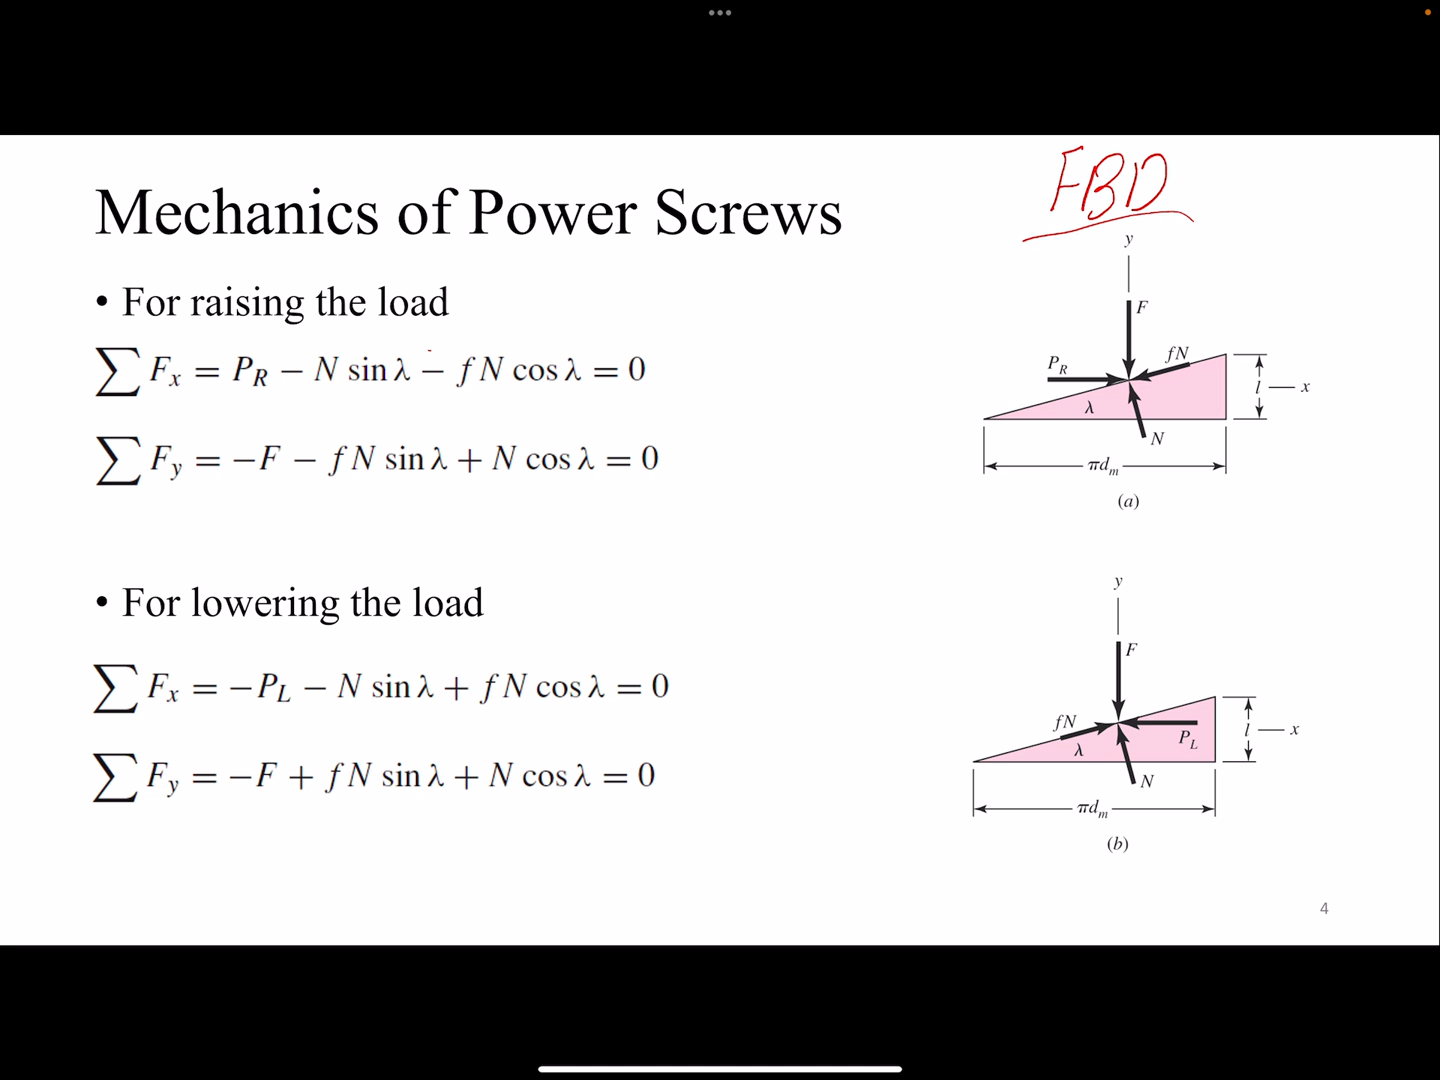 FBD
Mechanics of Power Screws
• For raising the load
∑ Fx = PR − N sin λ − f N cos λ = 0
∑ Fy = −F − f N sin λ + N cos λ = 0
y
F
PR
fN
λ
N
l
x
πdm
(a)
• For lowering the load
∑ Fx = −PL − N sin λ + f N cos λ = 0
∑ Fy = −F + f N sin λ + N cos λ = 0
y
F
fN
λ
PL
N
l
x
πdm
(b)
4